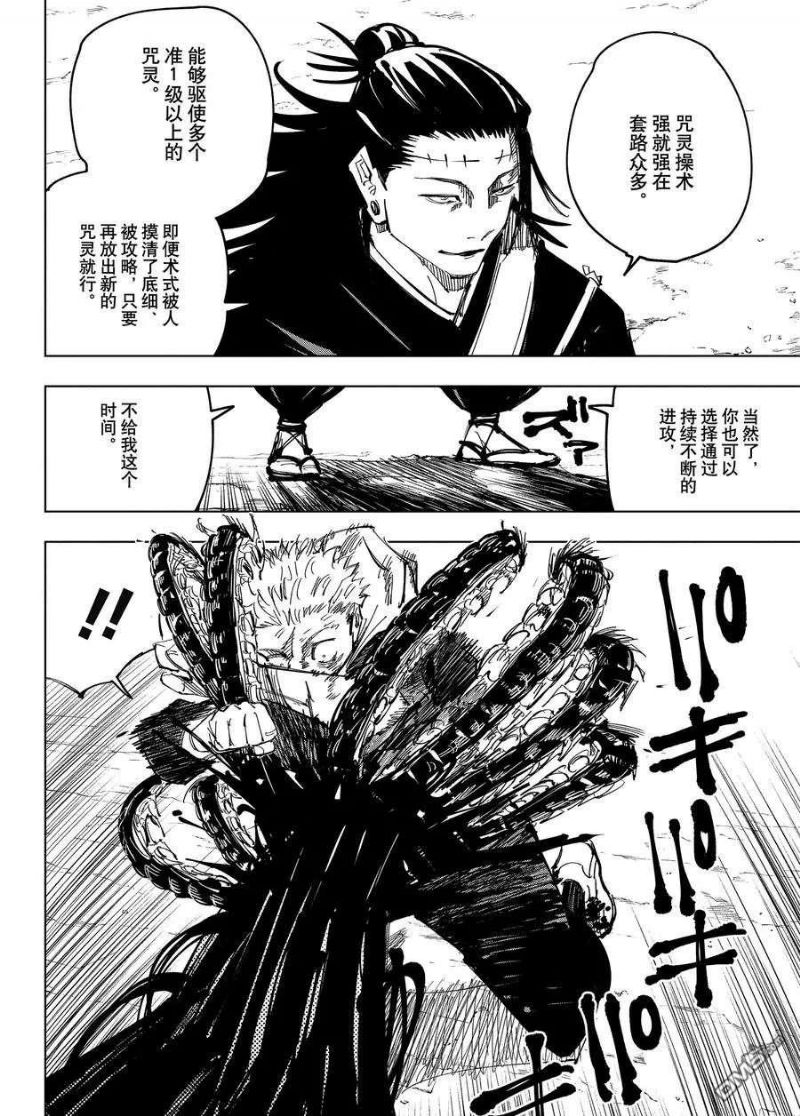 咒灵操术
强就强在
套路众多。
能够驱使多个
准1级以上的
咒灵。
即便术式被人
摸清了底细、
被攻略，只要
再放出新的
咒灵就行。
当然了，
你也可以
选择通过
持续不断的
进攻，
不给我这个
时间。
ズァ
!!
パキ
パキ
パキ